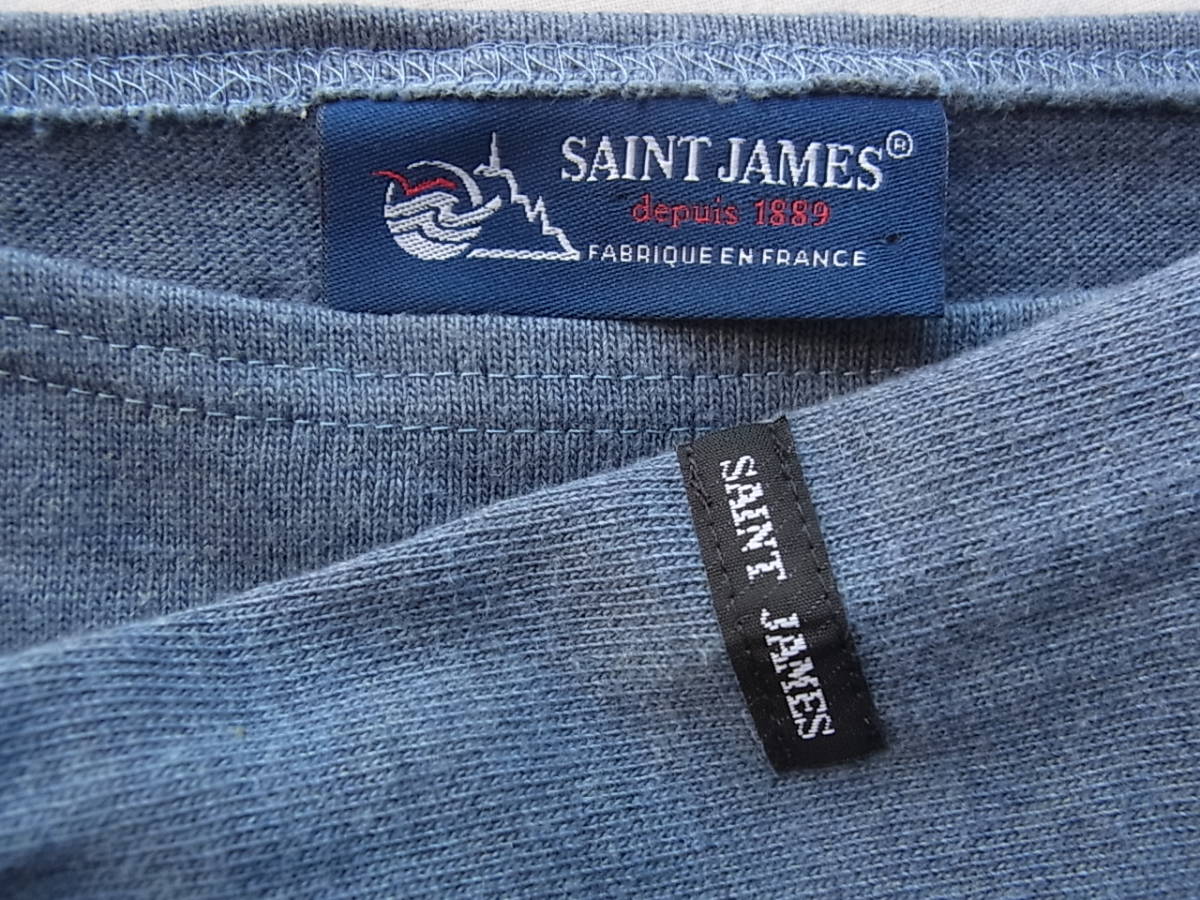 SAINT JAMES®
depuis 1889
FABRIQUE EN FRANCE
SAINT JAMES